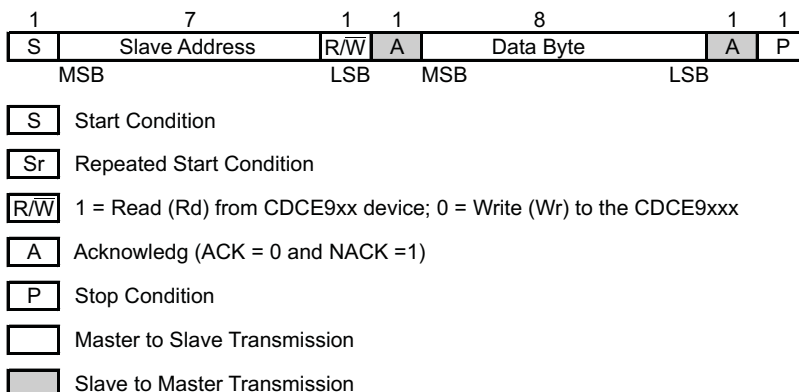 1 7 1 1 8 1 1
S Slave Address R/W̅ A Data Byte A P
MSB LSB MSB LSB
S Start Condition
Sr Repeated Start Condition
R/W̅ 1 = Read (Rd) from CDCE9xx device; 0 = Write (Wr) to the CDCE9xxx
A Acknowledg (ACK = 0 and NACK =1)
P Stop Condition
Master to Slave Transmission
Slave to Master Transmission